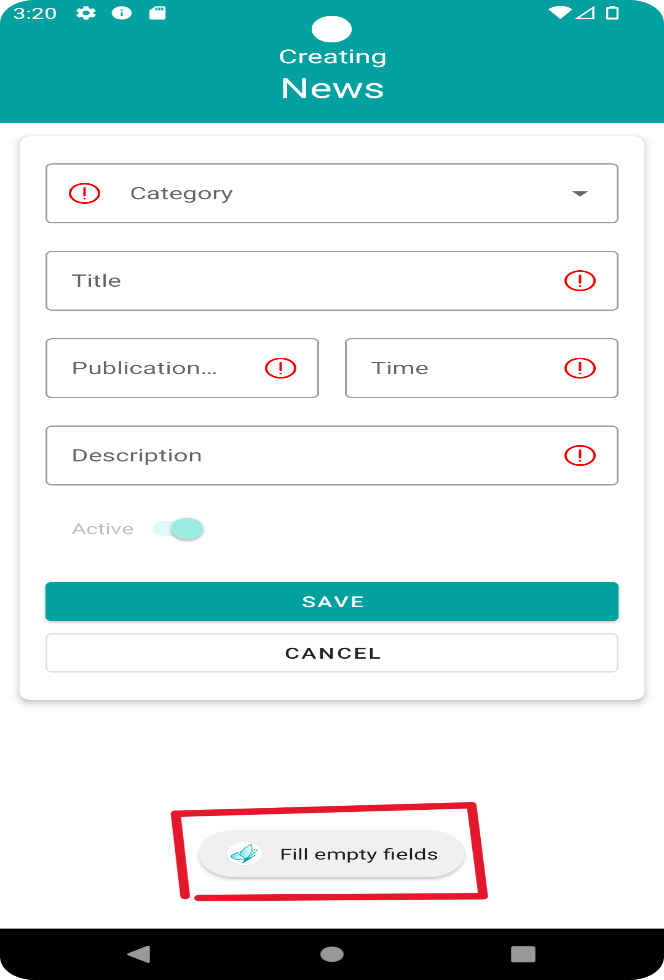 3:20
Creating
News
Category
Title
Publication...
Time
Description
Active
SAVE
CANCEL
Fill empty fields